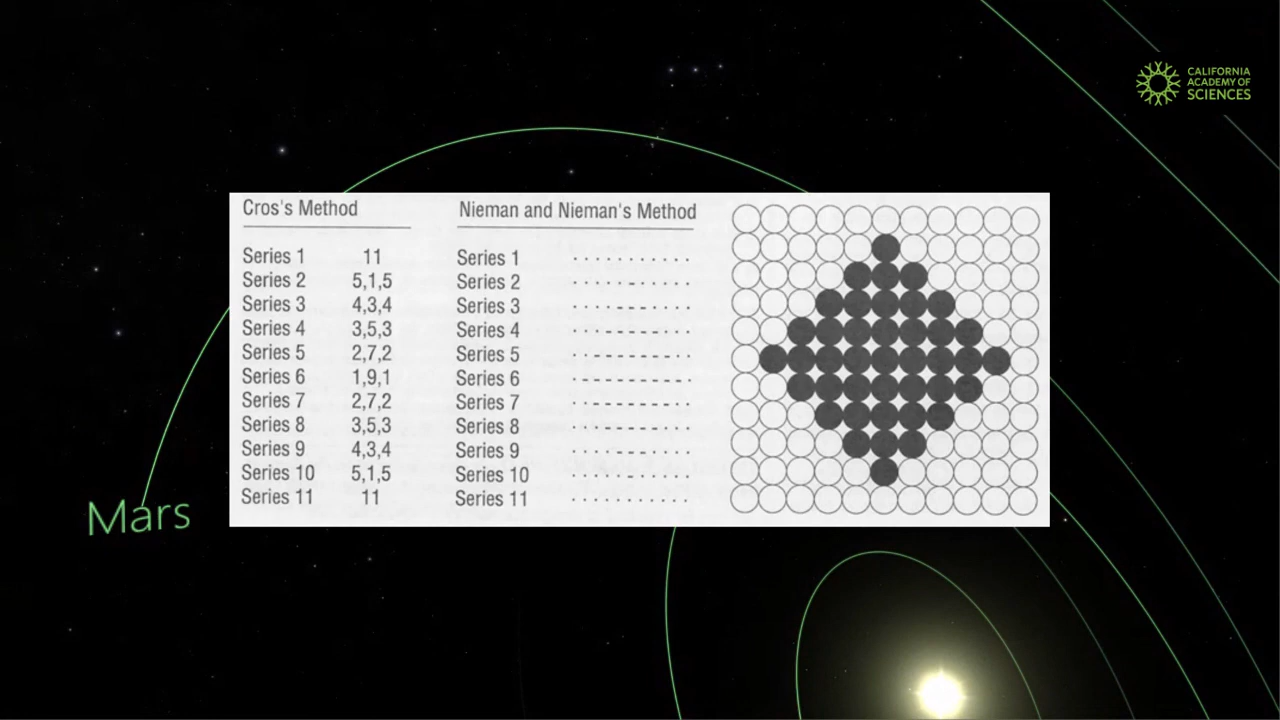 CALIFORNIA
ACADEMY OF
SCIENCES
Cros's Method
Series 1 11
Series 2 5,1,5
Series 3 4,3,4
Series 4 3,5,3
Series 5 2,7,2
Series 6 1,9,1
Series 7 2,7,2
Series 8 3,5,3
Series 9 4,3,4
Series 10 5,1,5
Series 11 11
Nieman and Nieman's Method
Series 1 . . . . . . . . . . .
Series 2 . . . . . - . . . . .
Series 3 . . . . - - - . . . .
Series 4 . . . - - - - - . . .
Series 5 . . - - - - - - - . .
Series 6 . - - - - - - - - - .
Series 7 . . - - - - - - - . .
Series 8 . . . - - - - - . . .
Series 9 . . . . - - - . . . .
Series 10 . . . . . - . . . . .
Series 11 . . . . . . . . . . .
Mars